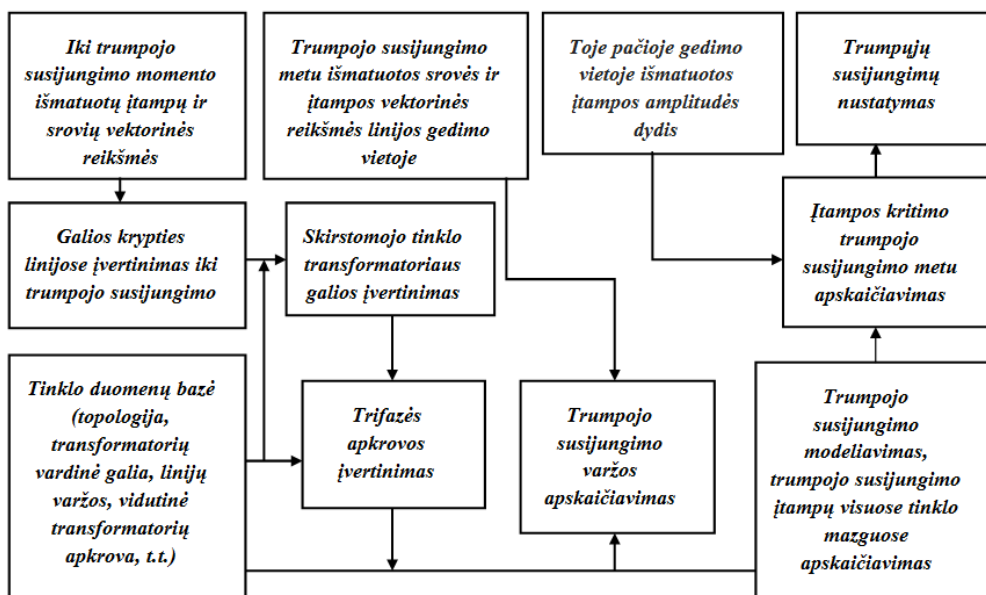 Iki trumpojo
susijungimo momento
išmatuotų įtampų ir
srovių vektorinės
reikšmės
Trumpojo susijungimo
metu išmatuotos srovės ir
įtampos vektorinės
reikšmės linijos gedimo
vietoje
Toje pačioje gedimo
vietoje išmatuotos
įtampos amplitudės
dydis
Trumpųjų
susijungimų
nustatymas
Galios krypties
linijose įvertinimas iki
trumpojo susijungimo
Skirstomojo tinklo
transformatoriaus
galios įvertinimas
Įtampos kritimo
trumpojo
susijungimo metu
apskaičiavimas
Tinklo duomenų bazė
(topologija,
transformatorių
vardinė galia, linijų
varžos, vidutinė
transformatorių
apkrova, t.t.)
Trifazės
apkrovos
įvertinimas
Trumpojo
susijungimo
varžos
apskaičiavimas
Trumpojo
susijungimo
modeliavimas,
trumpojo susijungimo
įtampų visuose tinklo
mazguose
apskaičiavimas